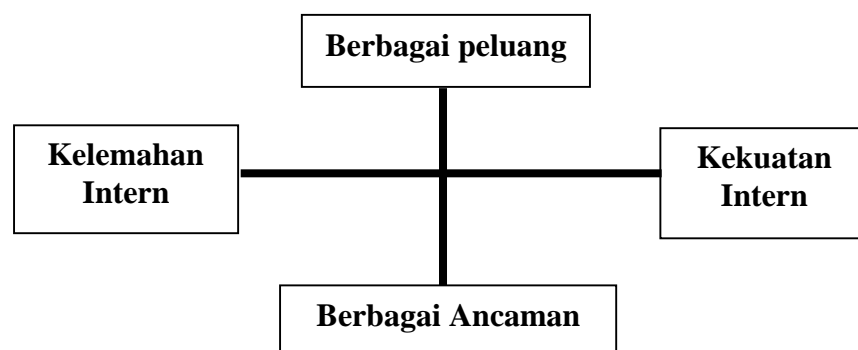 Berbagai peluang
Kelemahan
Intern
Kekuatan
Intern
Berbagai Ancaman